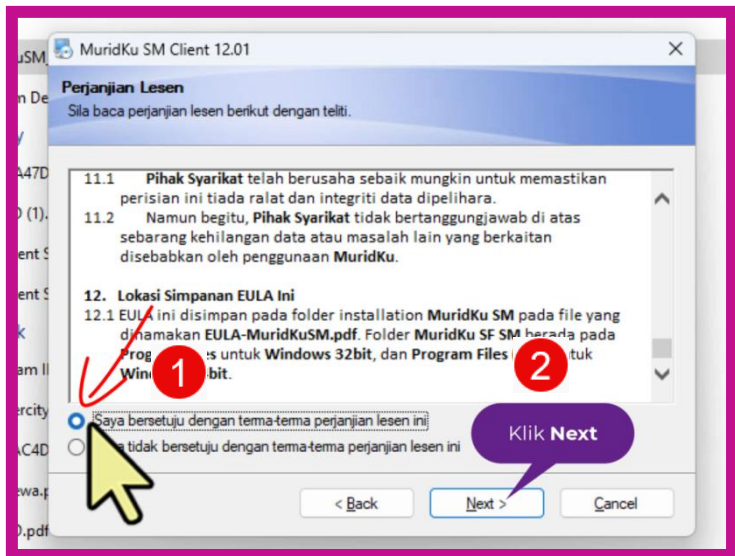 MuridKu SM Client 12.01
Perjanjian Lesen
Sila baca perjanjian lesen berikut dengan teliti.
11.1 Pihak Syarikat telah berusaha sebaik mungkin untuk memastikan
perisian ini tiada ralat dan integriti data dipelihara.
11.2 Namun begitu, Pihak Syarikat tidak bertanggungjawab di atas
sebarang kehilangan data atau masalah lain yang berkaitan
disebabkan oleh penggunaan MuridKu.
12. Lokasi Simpanan EULA Ini
12.1 EULA ini disimpan pada folder installation MuridKu SM pada file yang
dinamakan EULA-MuridKuSM.pdf. Folder MuridKu SF SM berada pada
untuk Windows 32bit, dan Program Files
1
2
Saya bersetuju dengan terma-terma perjanjian lesen ini
tidak bersetuju dengan terma-terma perjanjian lesen ini
Klik Next
< Back
Next >
Cancel